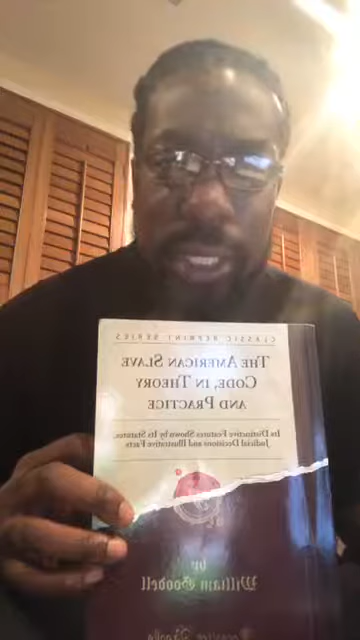 CLASSIC REPRINT SERIES
THE AMERICAN SLAVE
CODE, IN THEORY
AND PRACTICE
Its Distinctive Features Shown by Its Statutes,
Judicial Decisions and Illustrative Facts
by
William Goodell